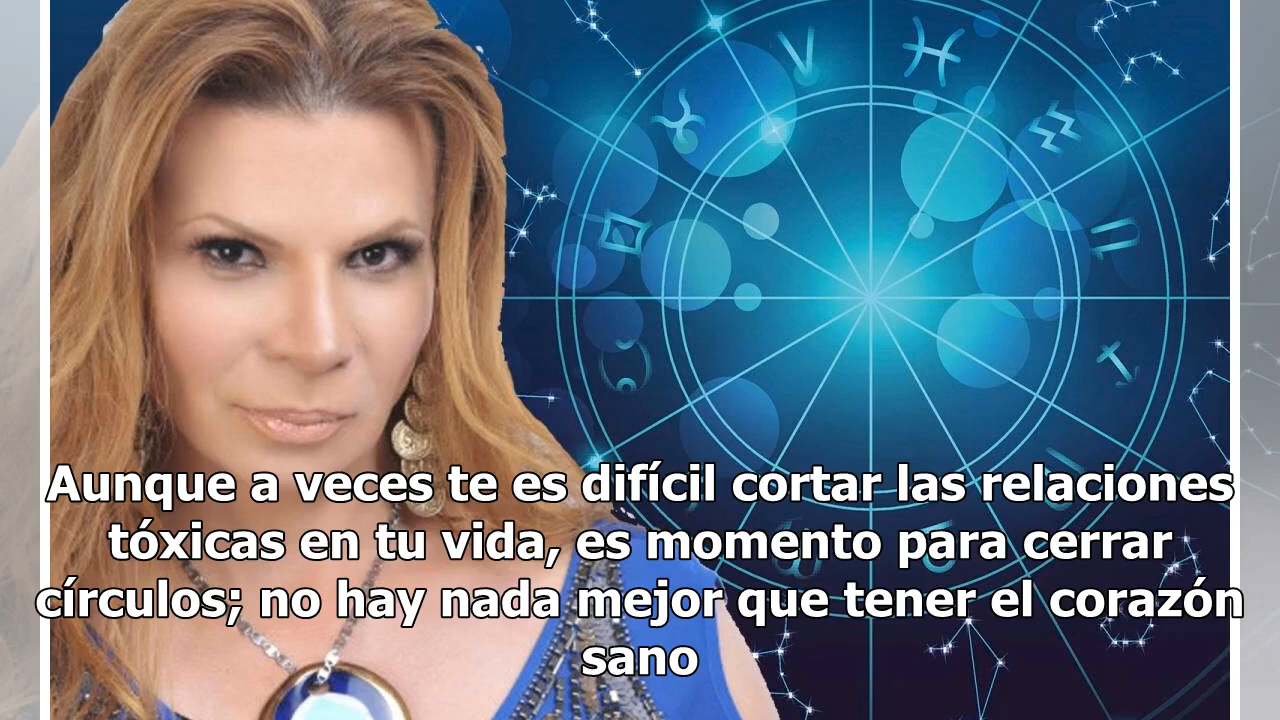 Aunque a veces te es difícil cortar las relaciones
tóxicas en tu vida, es momento para cerrar
círculos; no hay nada mejor que tener el corazón
sano